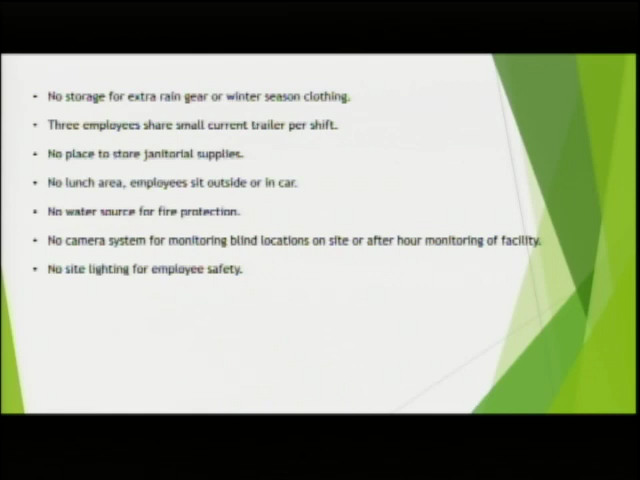 • No storage for extra rain gear or winter season clothing.
• Three employees share small current trailer per shift.
• No place to store janitorial supplies.
• No lunch area, employees sit outside or in car.
• No water source for fire protection.
• No camera system for monitoring blind locations on site or after hour monitoring of facility.
• No site lighting for employee safety.